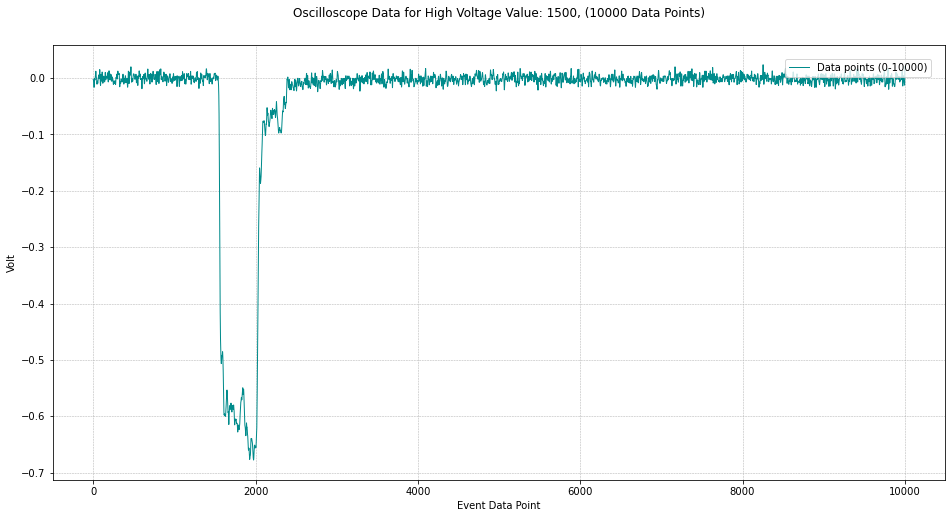 Oscilloscope Data for High Voltage Value: 1500, (10000 Data Points)
Data points (0-10000)
0.0
−0.1
−0.2
−0.3
−0.4
−0.5
−0.6
−0.7
Volt
0 2000 4000 6000 8000 10000
Event Data Point